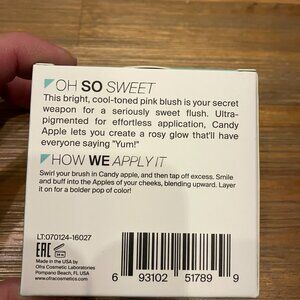 OH SO SWEET
This bright, cool-toned pink blush is your secret
weapon for a seriously sweet flush. Ultra-
pigmented for effortless application, Candy
Apple lets you create a rosy glow that'll have
everyone saying "Yum!"
HOW WE APPLY IT
Swirl your brush in Candy apple, and then tap off excess. Smile
and buff into the Apples of your cheeks, blending upward. Layer
it on for a bolder pop of color!
LT:070124-16027
EAC
Made in the USA by
Ofra Cosmetic Laboratories
Pompano Beach, FL USA
ofracosmetics.com
6 93102 51789 9